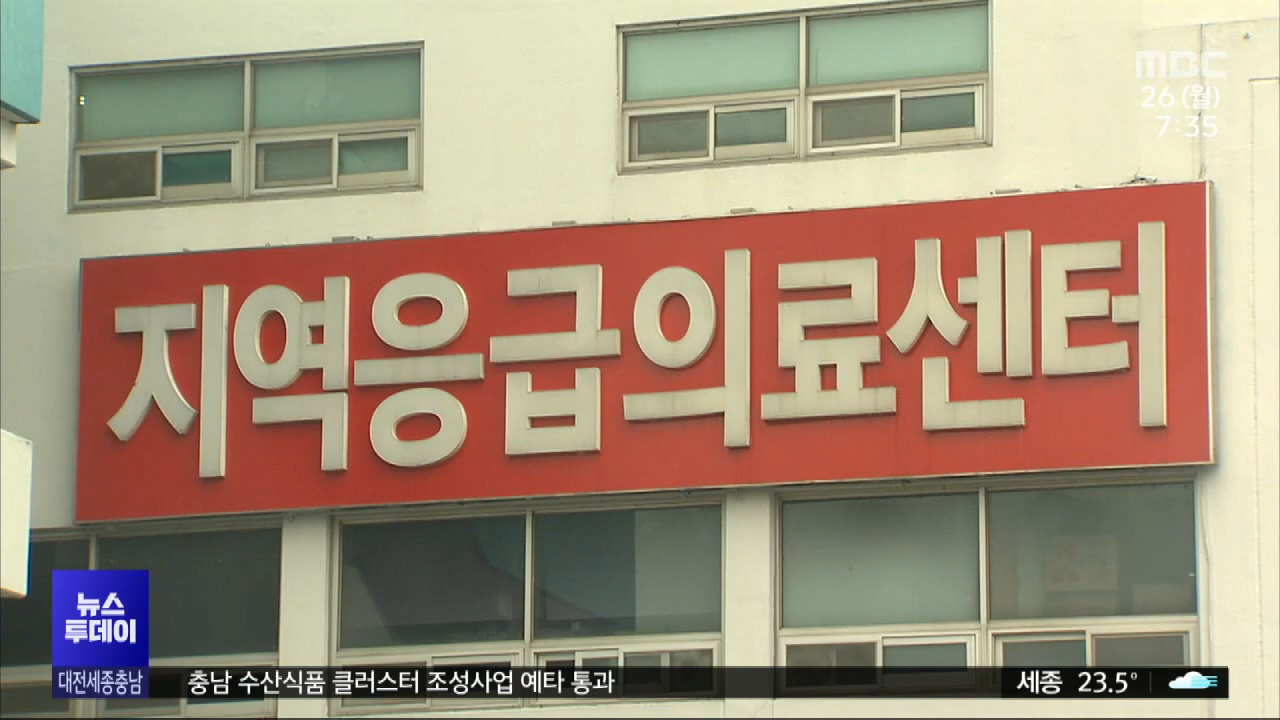 MBC
26 (월)
7:35
지역응급의료센터
뉴스
투데이
대전세종충남
충남 수산식품 클러스터 조성사업 예타 통과
세종 23.5°